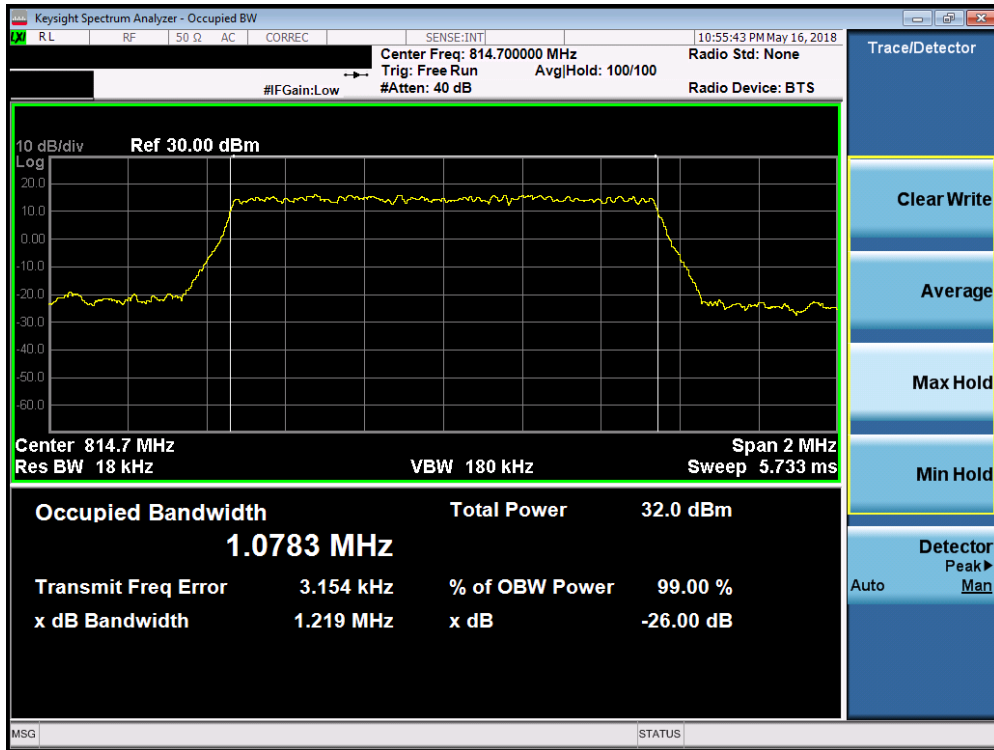 Keysight Spectrum Analyzer - Occupied BW
LXI RL RF 50 Ω AC CORREC SENSE:INT 10:55:43 PM May 16, 2018
Center Freq: 814.700000 MHz Radio Std: None
Trig: Free Run Avg|Hold: 100/100
#IFGain:Low #Atten: 40 dB Radio Device: BTS
10 dB/div Ref 30.00 dBm
Log
20.0
10.0
0.00
-10.0
-20.0
-30.0
-40.0
-50.0
-60.0
Center 814.7 MHz Span 2 MHz
Res BW 18 kHz VBW 180 kHz Sweep 5.733 ms
Occupied Bandwidth Total Power 32.0 dBm
1.0783 MHz
Transmit Freq Error 3.154 kHz % of OBW Power 99.00 %
x dB Bandwidth 1.219 MHz x dB -26.00 dB
MSG STATUS
Trace/Detector
Clear Write
Average
Max Hold
Min Hold
Detector
Peak▶
Auto Man